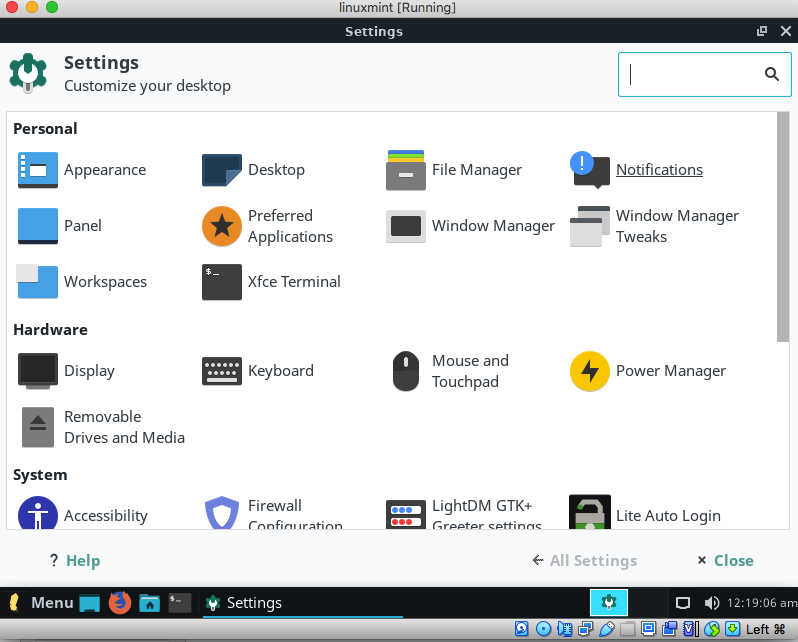 linuxmint [Running]
Settings
Settings
Customize your desktop
Personal
Appearance
Desktop
File Manager
Notifications
Panel
Preferred
Applications
Window Manager
Window Manager
Tweaks
Workspaces
$_
Xfce Terminal
Hardware
Display
Keyboard
Mouse and
Touchpad
Power Manager
Removable
Drives and Media
System
Accessibility
Firewall
Configuration
LightDM GTK+
Greeter settings
Lite Auto Login
? Help
All Settings
Close
Menu
Settings
12:19:06 am
Left ⌘